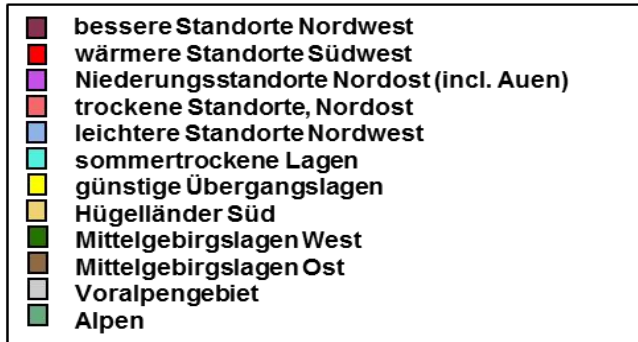 bessere Standorte Nordwest
wärmere Standorte Südwest
Niederungsstandorte Nordost (incl. Auen)
trockene Standorte, Nordost
leichtere Standorte Nordwest
sommertrockene Lagen
günstige Übergangslagen
Hügelländer Süd
Mittelgebirgslagen West
Mittelgebirgslagen Ost
Voralpengebiet
Alpen